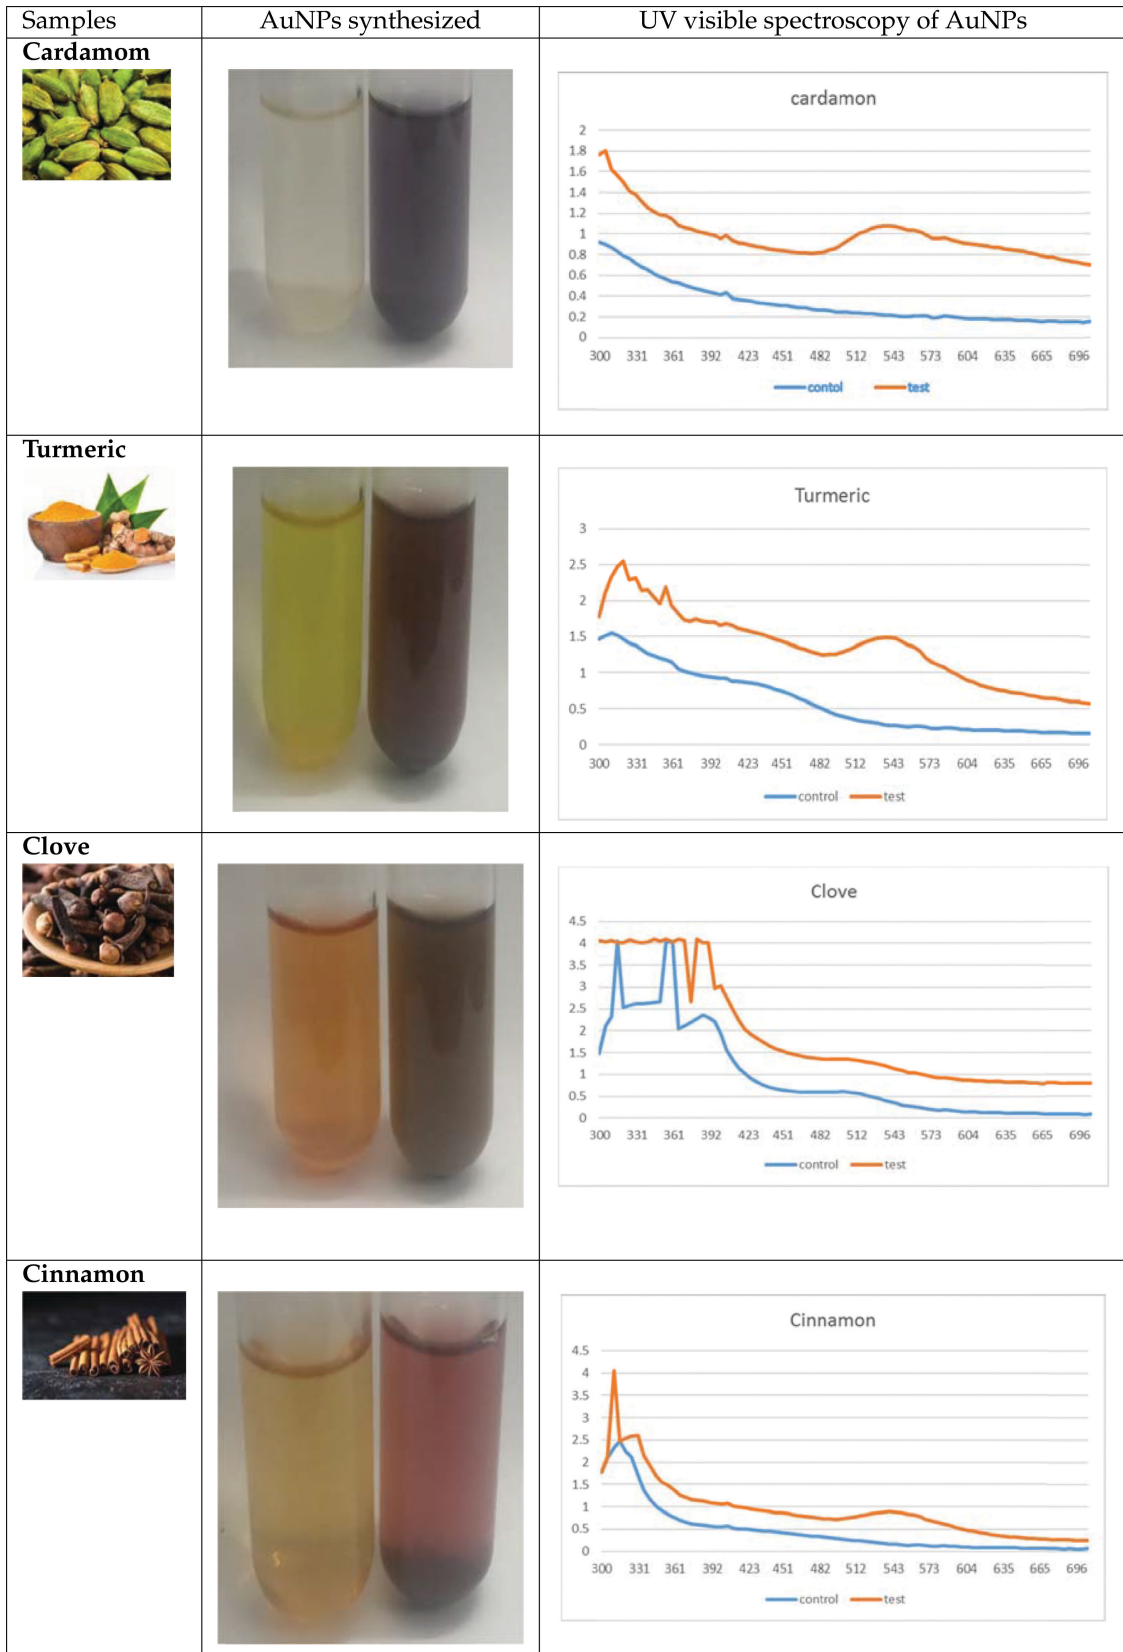 Samples AuNPs synthesized UV visible spectroscopy of AuNPs
Cardamom
cardamon
2
1.8
1.6
1.4
1.2
1
0.8
0.6
0.4
0.2
0
300 331 361 392 423 451 482 512 543 573 604 635 665 696
contol test
Turmeric
Turmeric
3
2.5
2
1.5
1
0.5
0
300 331 361 392 423 451 482 512 543 573 604 635 665 696
control test
Clove
Clove
4.5
4
3.5
3
2.5
2
1.5
1
0.5
0
300 331 361 392 423 451 482 512 543 573 604 635 665 696
control test
Cinnamon
Cinnamon
4.5
4
3.5
3
2.5
2
1.5
1
0.5
0
300 331 361 392 423 451 482 512 543 573 604 635 665 696
control test